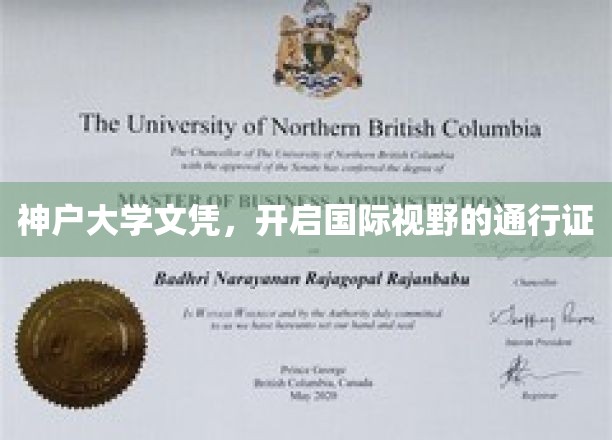 The University of Northern British Columbia
The Chancellor of The University of Northern British Columbia
with the approval of the Senate has conferred the degree of
MASTER OF BUSINESS ADMINISTRATION
神户大学文凭，开启国际视野的通行证
Badhri Narayanan Rajagopal Rajanbabu
Chancellor
In Witness Whereof and by the Authority duly committed
to us we have hereunto set our hand and seal
Interim President
Prince George
British Columbia, Canada
May 2020
Registrar